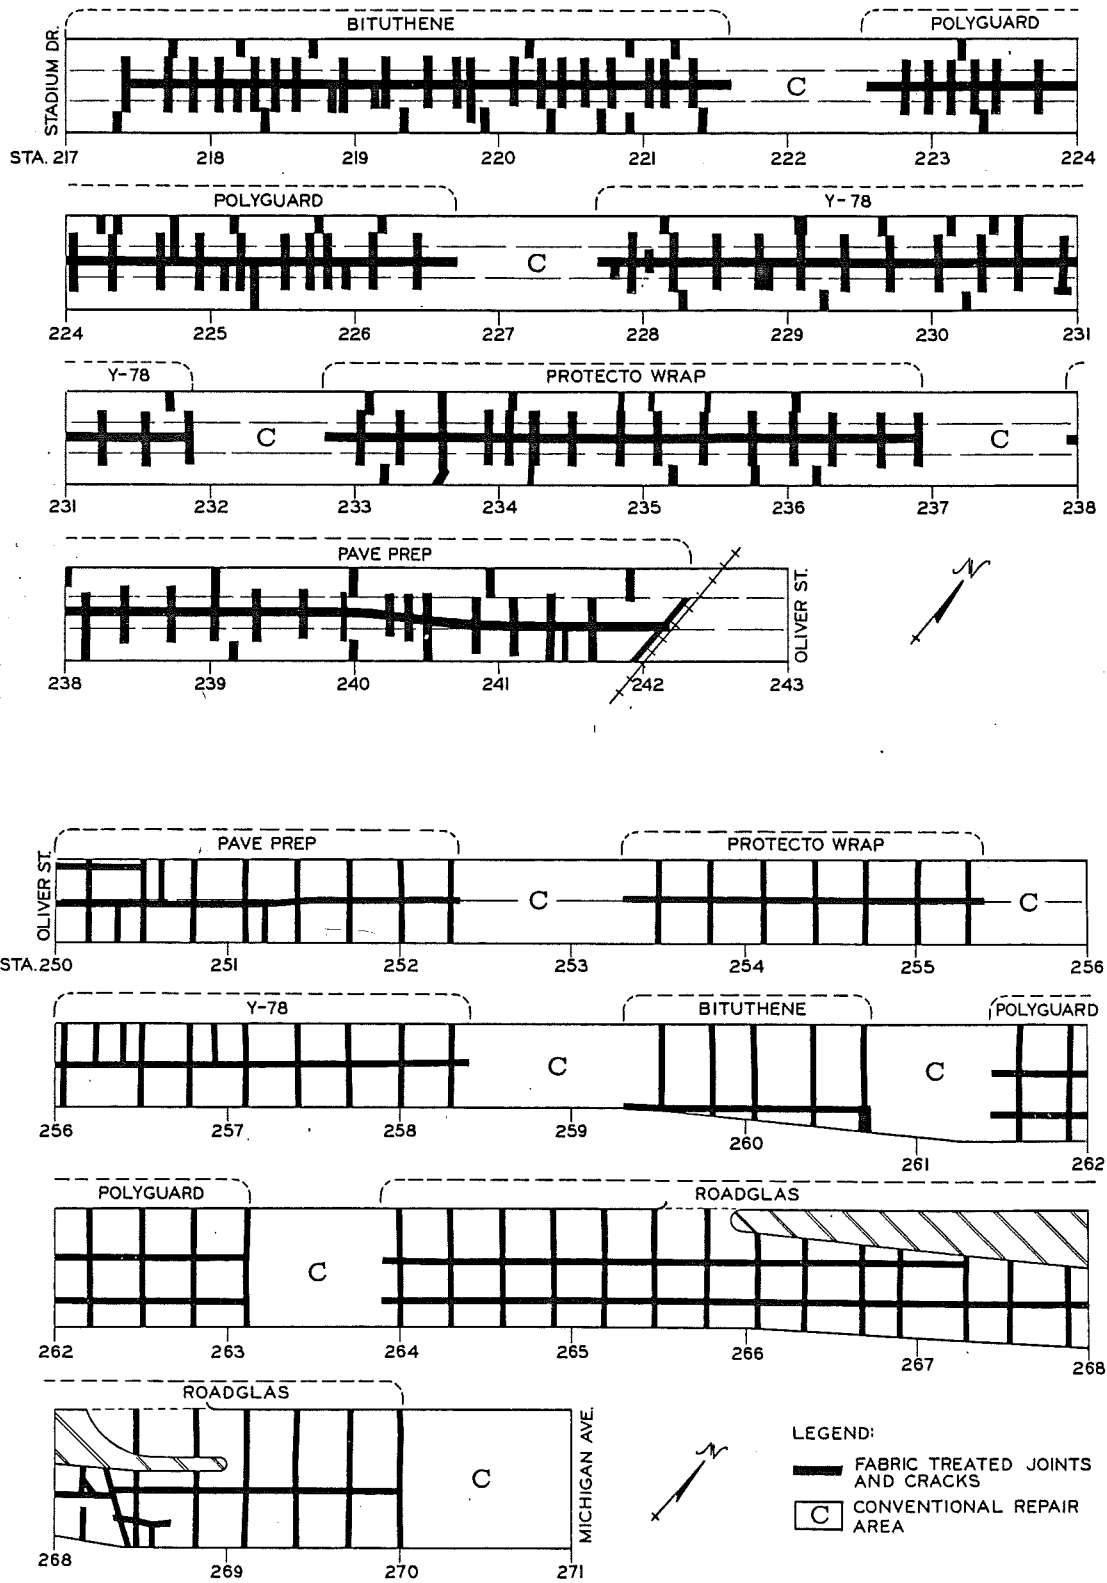 BITUTHENE POLYGUARD
STADIUM DR.
C
STA. 217 218 219 220 221 222 223 224
POLYGUARD Y-78
C
224 225 226 227 228 229 230 231
Y-78 PROTECTO WRAP
C C
231 232 233 234 235 236 237 238
PAVE PREP
OLIVER ST.
N
238 239 240 241 242 243
PAVE PREP PROTECTO WRAP
OLIVER ST.
C C
STA. 250 251 252 253 254 255 256
Y-78 BITUTHENE POLYGUARD
C C
256 257 258 259 260 261 262
POLYGUARD ROADGLAS
C
262 263 264 265 266 267 268
ROADGLAS
C
MICHIGAN AVE.
268 269 270 271
N
LEGEND:
FABRIC TREATED JOINTS
AND CRACKS
C CONVENTIONAL REPAIR
AREA